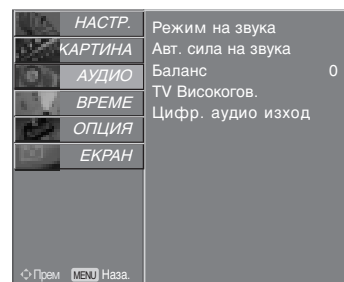 НАСТР.
КАРТИНА
АУДИО
ВРЕМЕ
ОПЦИЯ
ЕКРАН
Прем MENU Наза.
Режим на звука
Авт. сила на звука
Баланс 0
TV Високогов.
Цифр. аудио изход